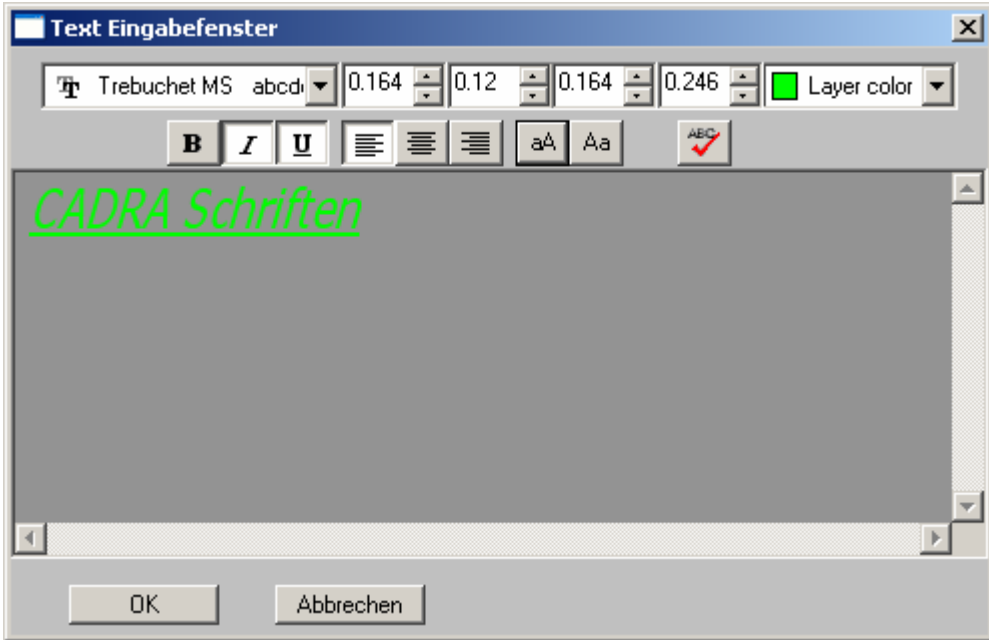 Text Eingabefenster
Trebuchet MS abcd 0.164 0.12 0.164 0.246 Layer color
B I U aA Aa ABC
CADRA Schriften
OK Abbrechen